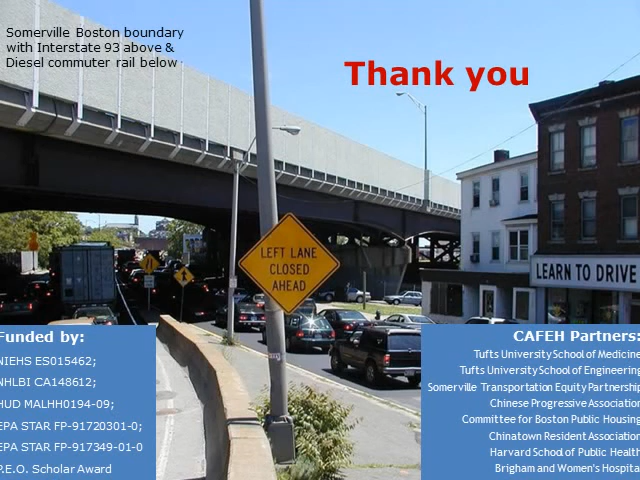 Somerville Boston boundary
with Interstate 93 above &
Diesel commuter rail below
Thank you
LEFT LANE
CLOSED
AHEAD
LEARN TO DRIVE
Funded by:
NIEHS ES015462;
NHLBI CA148612;
HUD MALHH0194-09;
EPA STAR FP-91720301-0;
EPA STAR FP-917349-01-0
P.E.O. Scholar Award
CAFEH Partners:
Tufts University School of Medicine
Tufts University School of Engineering
Somerville Transportation Equity Partnership
Chinese Progressive Association
Committee for Boston Public Housing
Chinatown Resident Association
Harvard School of Public Health
Brigham and Women's Hospital